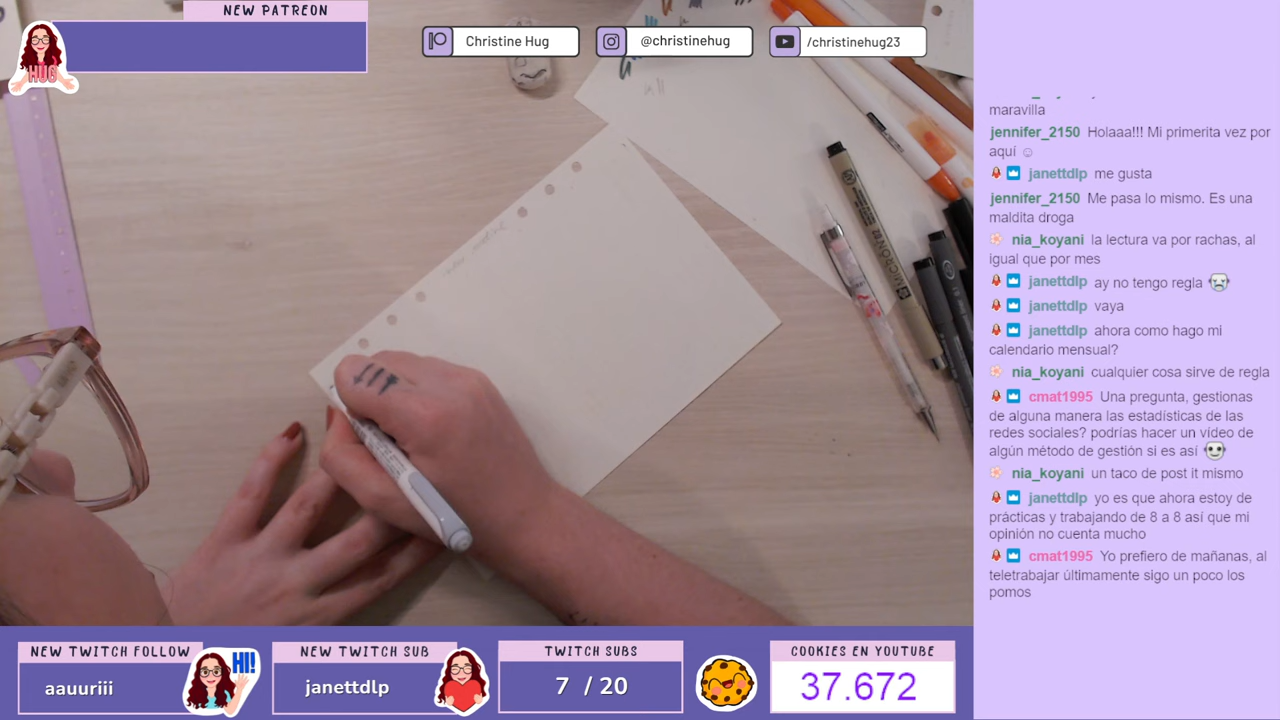 NEW PATREON
HUG
Christine Hug
@christinehug
/christinehug23
MICRON 02
maravilla
jennifer_2150 Holaaa!!! Mi primerita vez por
aquí ☺
janettdlp me gusta
jennifer_2150 Me pasa lo mismo. Es una
maldita droga
nia_koyani la lectura va por rachas, al
igual que por mes
janettdlp ay no tengo regla
janettdlp vaya
janettdlp ahora como hago mi
calendario mensual?
nia_koyani cualquier cosa sirve de regla
cmat1995 Una pregunta, gestionas
de alguna manera las estadísticas de las
redes sociales? podrías hacer un vídeo de
algún método de gestión si es así
nia_koyani un taco de post it mismo
janettdlp yo es que ahora estoy de
prácticas y trabajando de 8 a 8 así que mi
opinión no cuenta mucho
cmat1995 Yo prefiero de mañanas, al
teletrabajar últimamente sigo un poco los
pomos
NEW TWITCH FOLLOW
aauuriii
HI!
NEW TWITCH SUB
janettdlp
TWITCH SUBS
7 / 20
COOKIES EN YOUTUBE
37.672